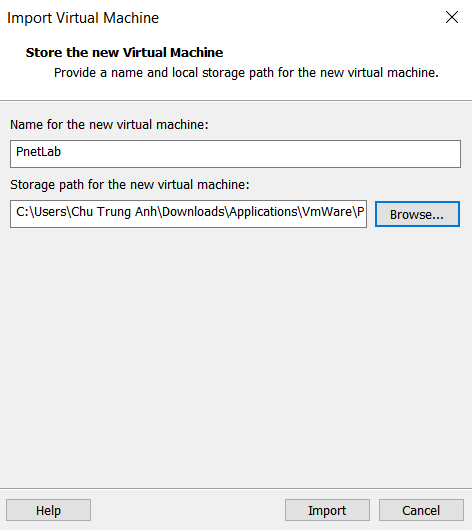 Import Virtual Machine
Store the new Virtual Machine
Provide a name and local storage path for the new virtual machine.
Name for the new virtual machine:
PnetLab
Storage path for the new virtual machine:
C:\Users\Chu Trung Anh\Downloads\Applications\VmWare\P
Browse...
Help
Import
Cancel